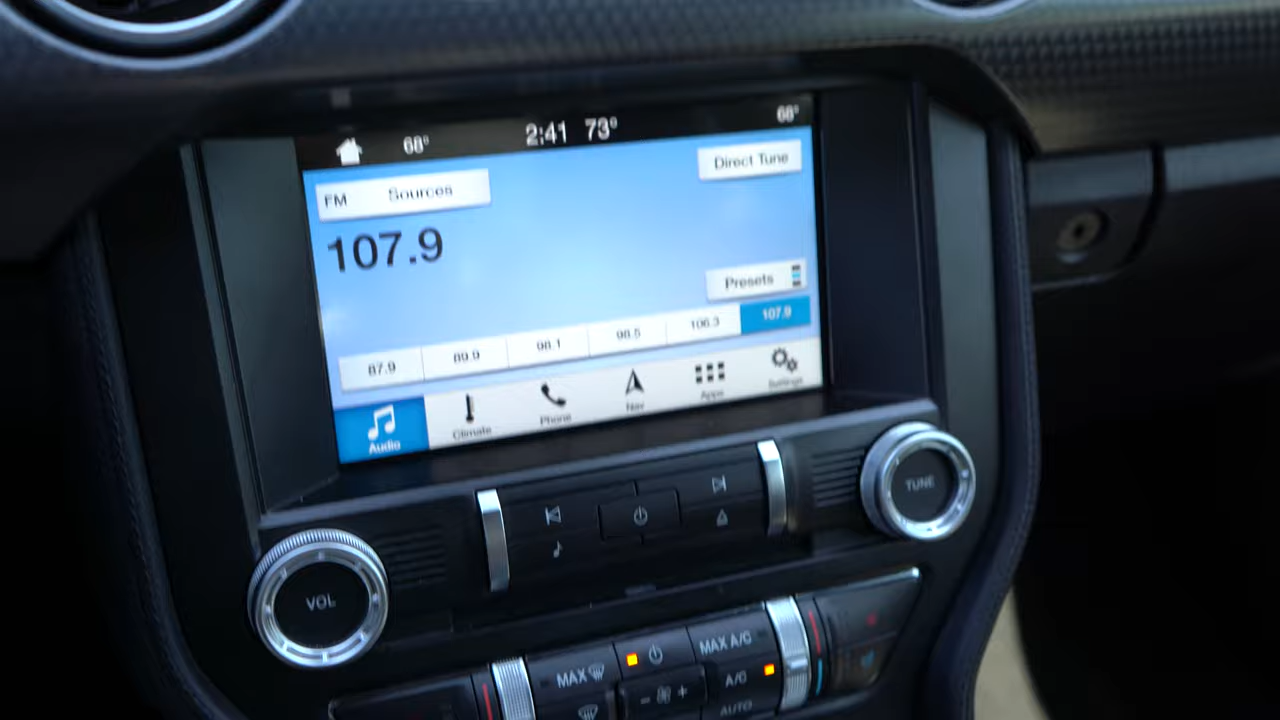 68° 2:41 73° 68°
FM Sources Direct Tune
107.9
Presets
87.9 89.9 98.1 98.5 106.3 107.9
Audio Climate Phone Nav Apps Settings
VOL TUNE
MAX MAX A/C
A/C
- +
AUTO